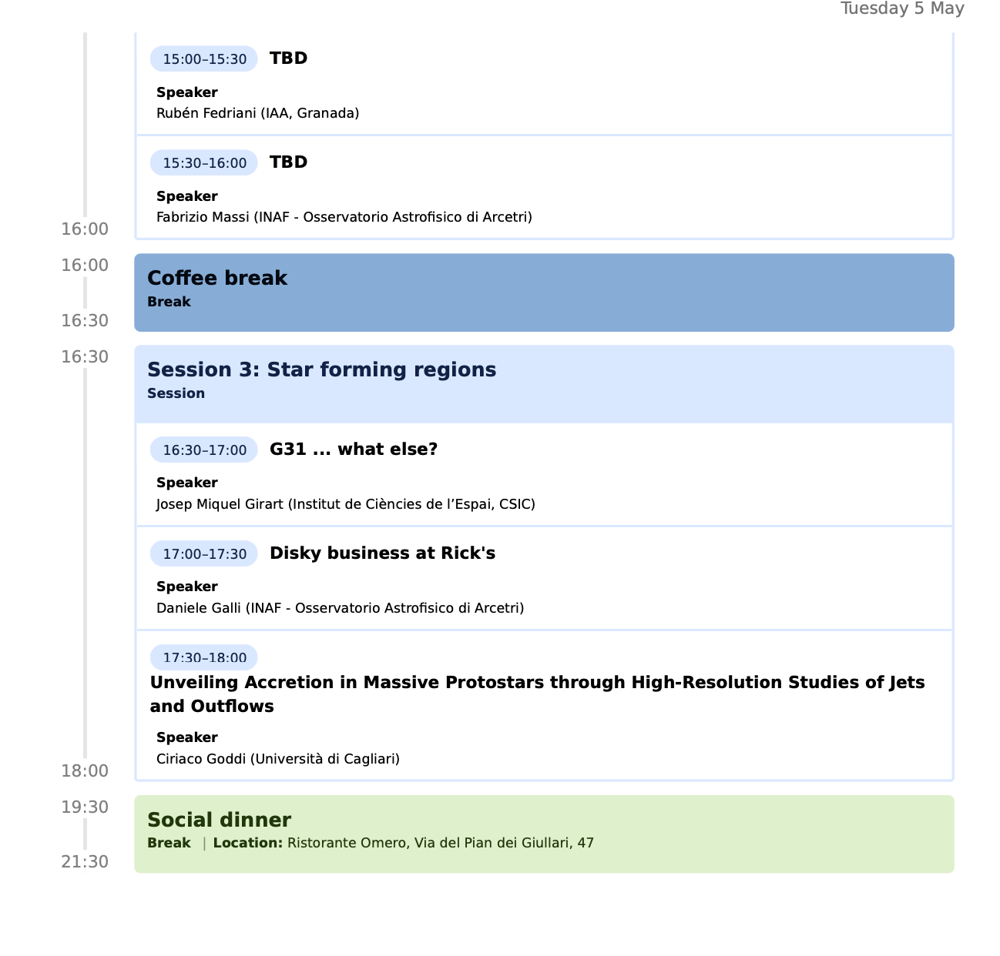 Tuesday 5 May
15:00–15:30 TBD
Speaker
Rubén Fedriani (IAA, Granada)
15:30–16:00 TBD
Speaker
Fabrizio Massi (INAF - Osservatorio Astrofisico di Arcetri)
16:00
16:00
Coffee break
Break
16:30
16:30
Session 3: Star forming regions
Session
16:30–17:00 G31 ... what else?
Speaker
Josep Miquel Girart (Institut de Ciències de l’Espai, CSIC)
17:00–17:30 Disky business at Rick's
Speaker
Daniele Galli (INAF - Osservatorio Astrofisico di Arcetri)
17:30–18:00
Unveiling Accretion in Massive Protostars through High-Resolution Studies of Jets
and Outflows
Speaker
Ciriaco Goddi (Università di Cagliari)
18:00
19:30
Social dinner
Break | Location: Ristorante Omero, Via del Pian dei Giullari, 47
21:30